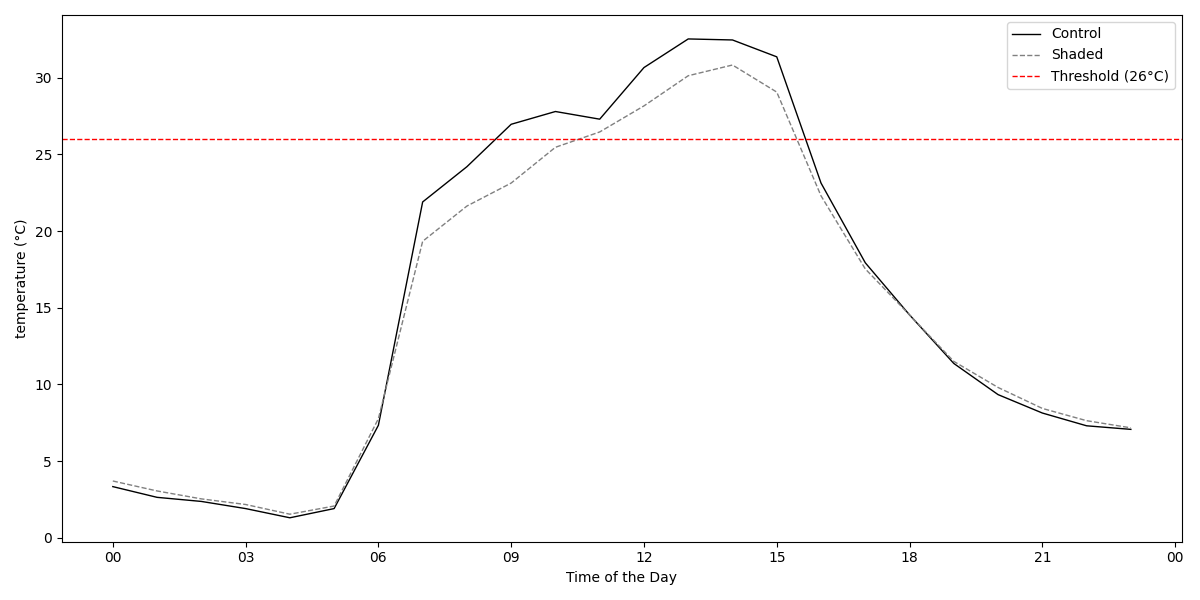 Control
Shaded
Threshold (26°C)
30
25
20
15
10
5
0
temperature (°C)
00 03 06 09 12 15 18 21 00
Time of the Day